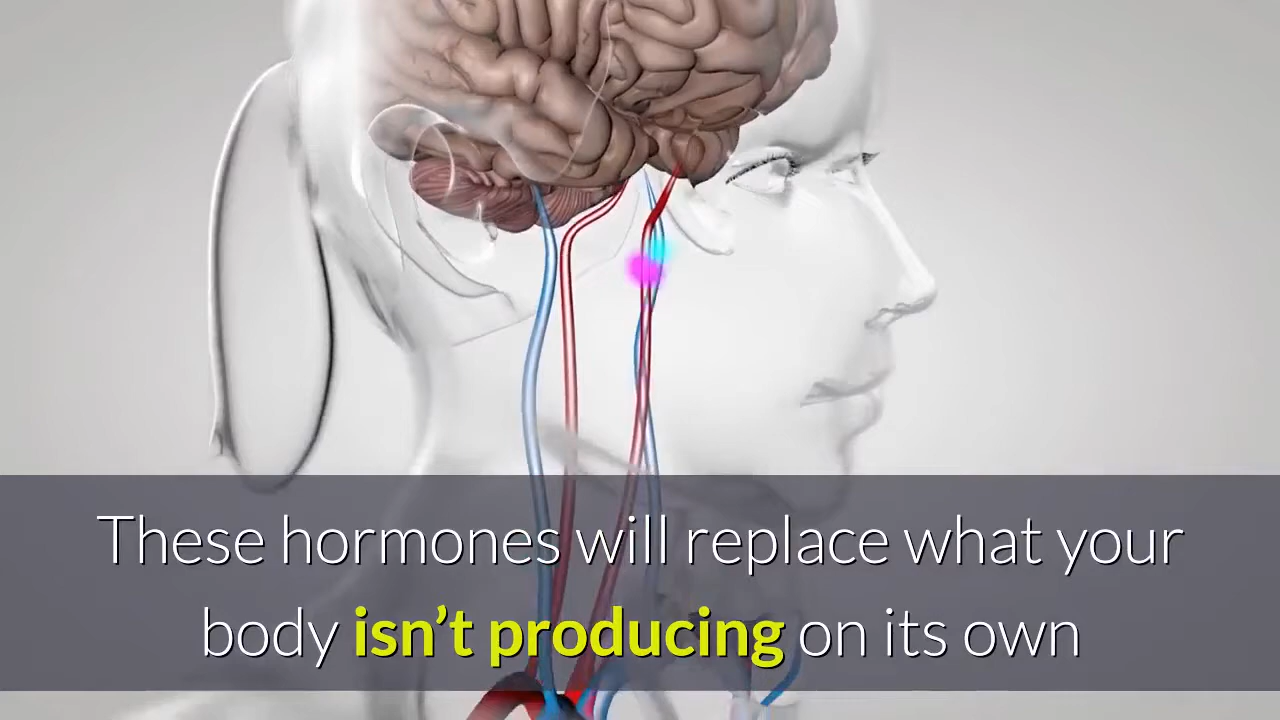 These hormones will replace what your
body isn’t producing on its own